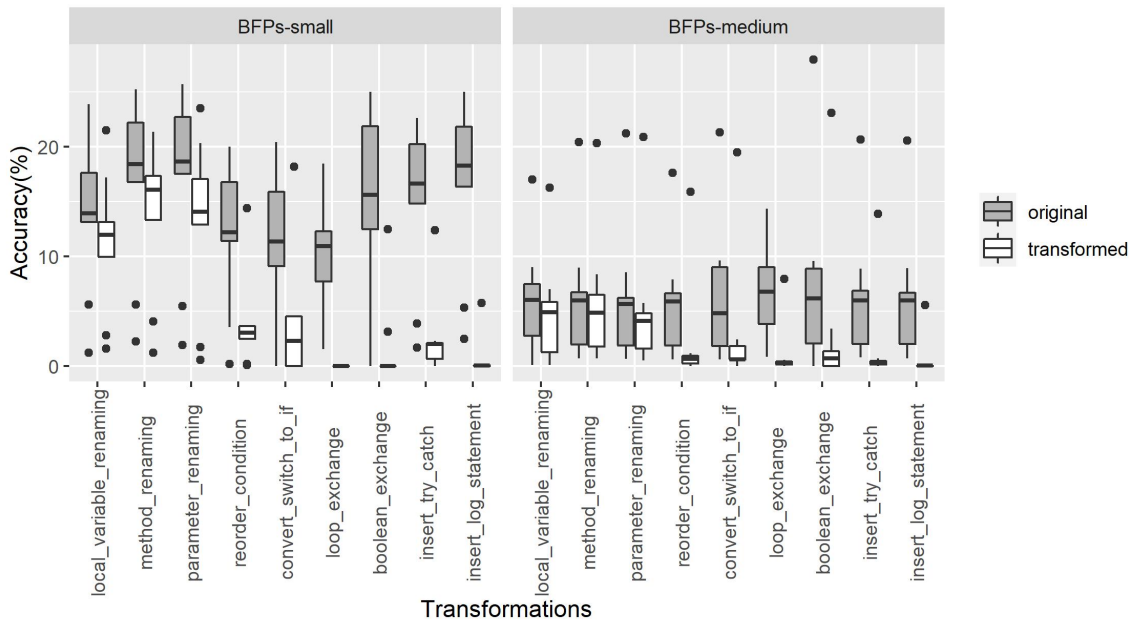 BFPs-small
BFPs-medium
Accuracy(%)
20
10
0
local_variable_renaming
method_renaming
parameter_renaming
reorder_condition
convert_switch_to_if
loop_exchange
boolean_exchange
insert_try_catch
insert_log_statement
local_variable_renaming
method_renaming
parameter_renaming
reorder_condition
convert_switch_to_if
loop_exchange
boolean_exchange
insert_try_catch
insert_log_statement
Transformations
original
transformed